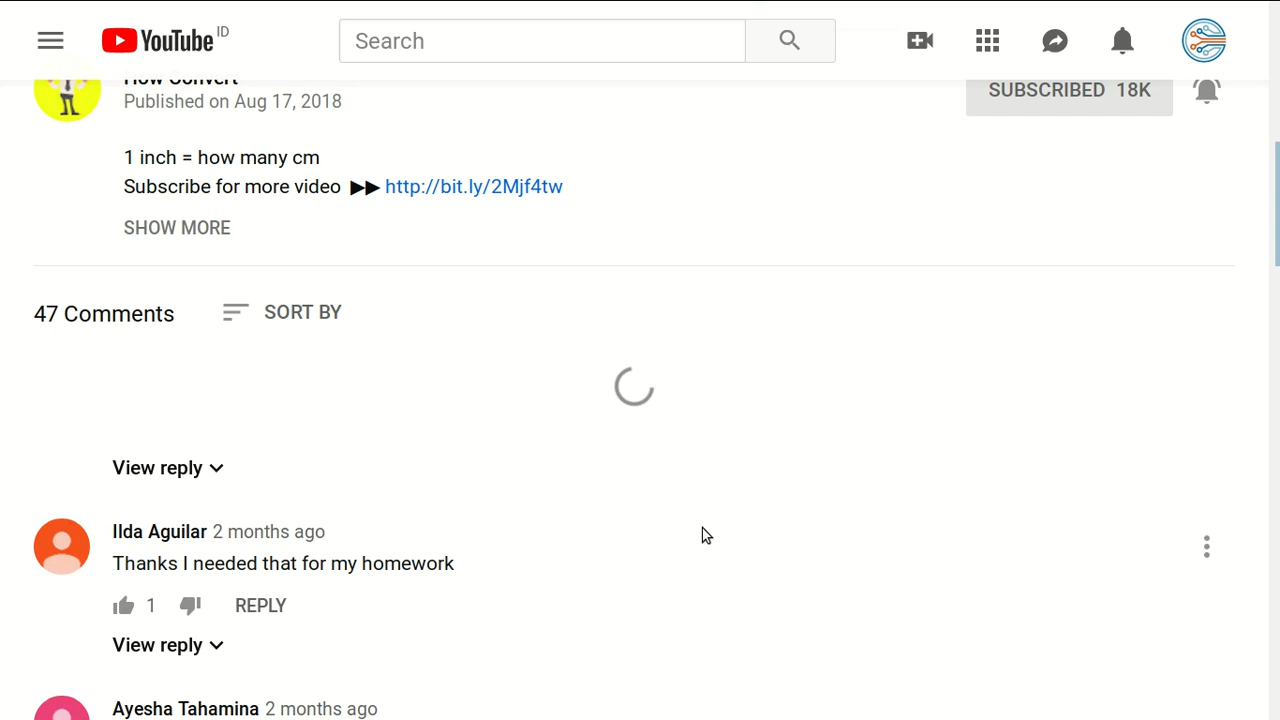 YouTube ID
Search
How Convert
Published on Aug 17, 2018
SUBSCRIBED 18K
1 inch = how many cm
Subscribe for more video ▶▶ http://bit.ly/2Mjf4tw
SHOW MORE
47 Comments
SORT BY
View reply
Ilda Aguilar 2 months ago
Thanks I needed that for my homework
1
REPLY
View reply
Ayesha Tahamina 2 months ago